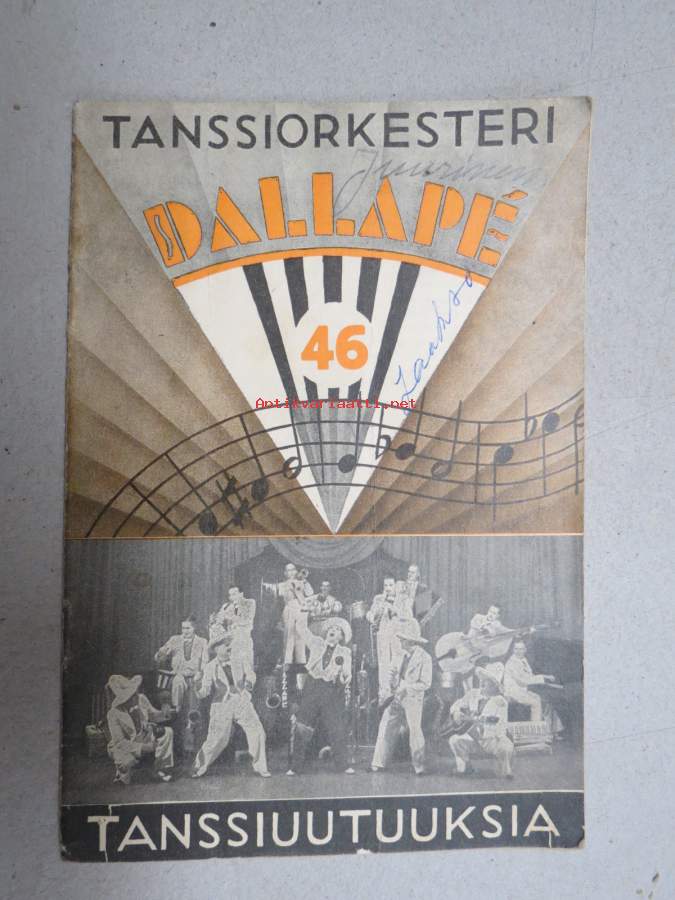 TANSSIORKESTERI
DALLAPÉ
46
Antikvariaatti.net
TANSSIUUTUUKSIA